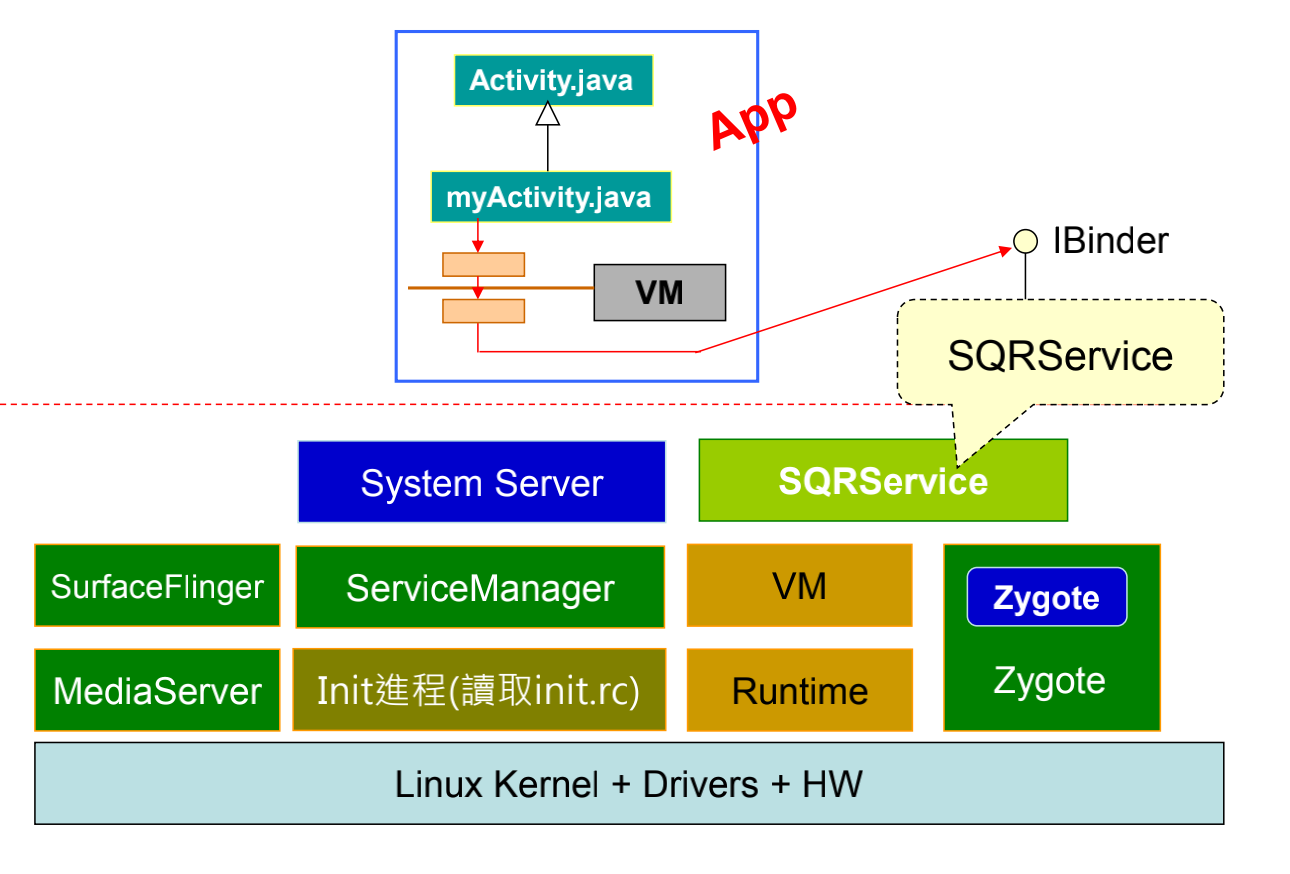 Activity.java
App
myActivity.java
VM
IBinder
SQRService
System Server
SQRService
SurfaceFlinger
ServiceManager
VM
Zygote
MediaServer
Init進程(讀取init.rc)
Runtime
Zygote
Linux Kernel + Drivers + HW